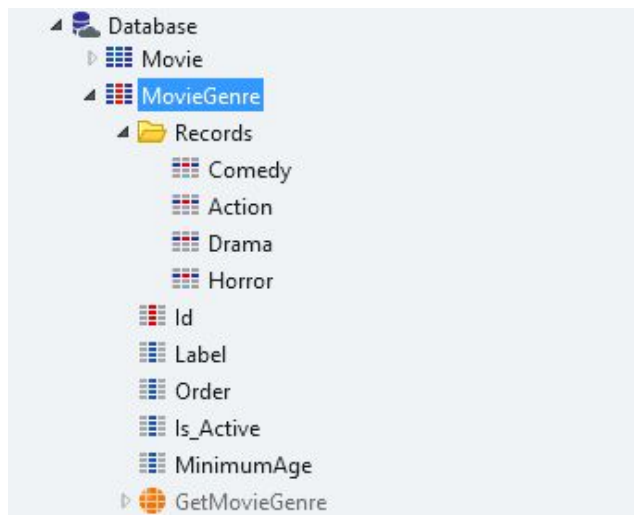 Database
Movie
MovieGenre
Records
Comedy
Action
Drama
Horror
Id
Label
Order
Is_Active
MinimumAge
GetMovieGenre